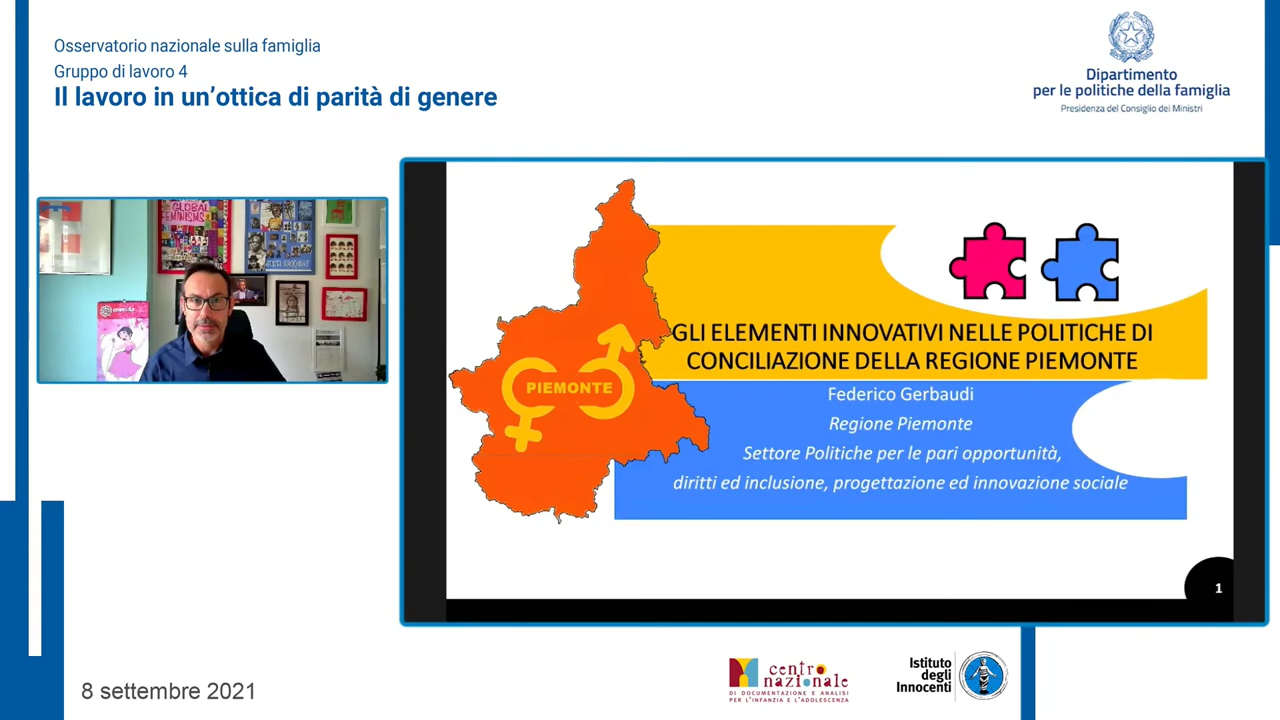 Osservatorio nazionale sulla famiglia
Gruppo di lavoro 4
Il lavoro in un'ottica di parità di genere
Dipartimento
per le politiche della famiglia
Presidenza del Consiglio dei Ministri
GLOBAL
FEMINISMS
PIEMONTE
GLI ELEMENTI INNOVATIVI NELLE POLITICHE DI
CONCILIAZIONE DELLA REGIONE PIEMONTE
Federico Gerbaudi
Regione Piemonte
Settore Politiche per le pari opportunità,
diritti ed inclusione, progettazione ed innovazione sociale
1
8 settembre 2021
centro
nazionale
DI DOCUMENTAZIONE E ANALISI
PER L'INFANZIA E L'ADOLESCENZA
Istituto
degli
Innocenti